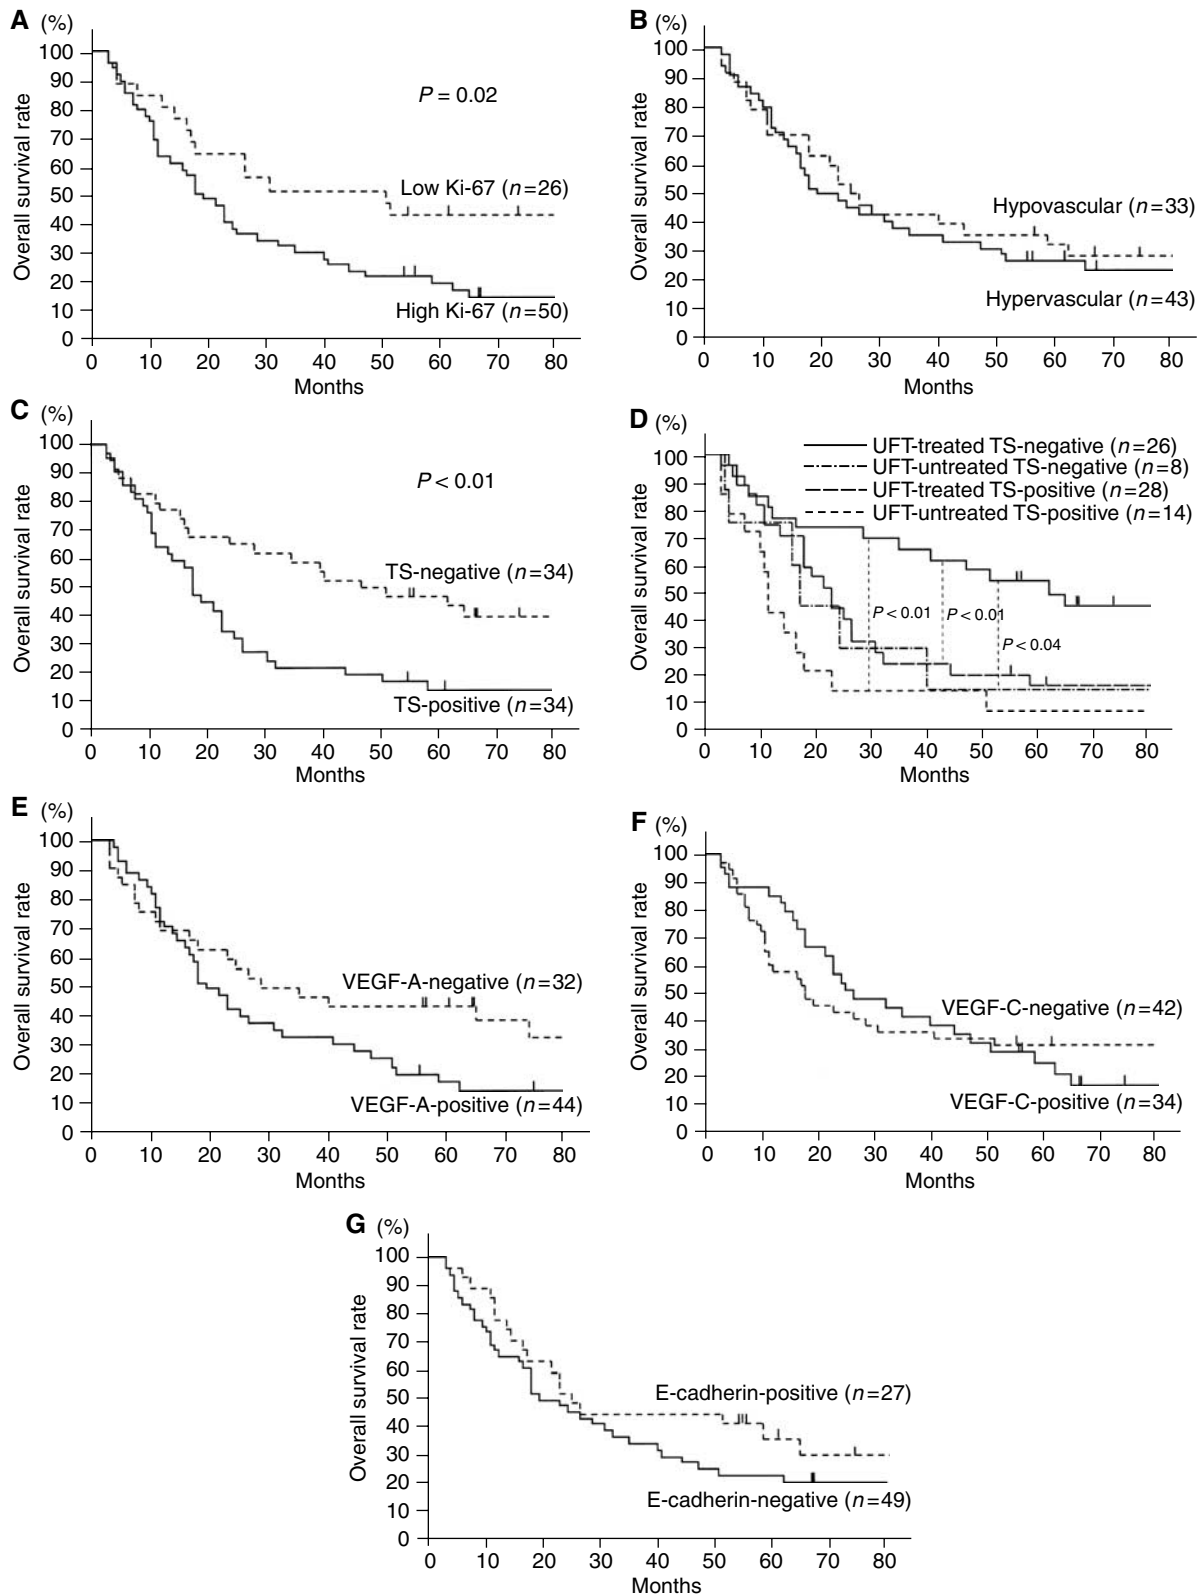 A (%)
100
90
80
70
60
50
40
30
20
10
0
Overall survival rate
P = 0.02
Low Ki-67 (n=26)
High Ki-67 (n=50)
0 10 20 30 40 50 60 70 80
Months
B (%)
100
90
80
70
60
50
40
30
20
10
0
Overall survival rate
Hypovascular (n=33)
Hypervascular (n=43)
0 10 20 30 40 50 60 70 80
Months
C (%)
100
90
80
70
60
50
40
30
20
10
0
Overall survival rate
P < 0.01
TS-negative (n=34)
TS-positive (n=34)
0 10 20 30 40 50 60 70 80
Months
D (%)
100
90
80
70
60
50
40
30
20
10
0
Overall survival rate
UFT-treated TS-negative (n=26)
UFT-untreated TS-negative (n=8)
UFT-treated TS-positive (n=28)
UFT-untreated TS-positive (n=14)
P < 0.01
P < 0.01
P < 0.04
0 10 20 30 40 50 60 70 80
Months
E (%)
100
90
80
70
60
50
40
30
20
10
0
Overall survival rate
VEGF-A-negative (n=32)
VEGF-A-positive (n=44)
0 10 20 30 40 50 60 70 80
Months
F (%)
100
90
80
70
60
50
40
30
20
10
0
Overall survival rate
VEGF-C-negative (n=42)
VEGF-C-positive (n=34)
0 10 20 30 40 50 60 70 80
Months
G (%)
100
90
80
70
60
50
40
30
20
10
0
Overall survival rate
E-cadherin-positive (n=27)
E-cadherin-negative (n=49)
0 10 20 30 40 50 60 70 80
Months